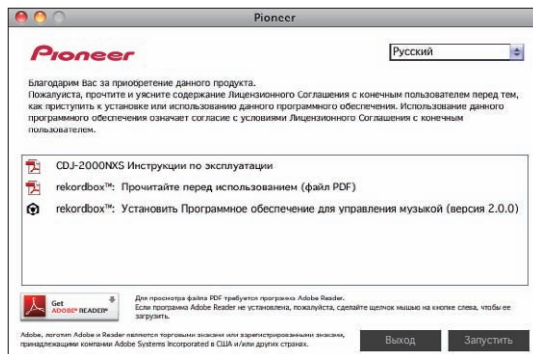 Pioneer
Pioneer
Русский
Благодарим Вас за приобретение данного продукта.
Пожалуйста, прочтите и уясните содержание Лицензионного Соглашения с конечным пользователем перед тем,
как приступить к установке или использованию данного программного обеспечения. Использование данного
программного обеспечения означает согласие с условиями Лицензионного Соглашения с конечным
пользователем.
CDJ-2000NXS Инструкции по эксплуатации
rekordbox™: Прочитайте перед использованием (файл PDF)
rekordbox™: Установить Программное обеспечение для управления музыкой (версия 2.0.0)
Get
ADOBE® READER®
Для просмотра файла PDF требуется программа Adobe Reader.
Если программа Adobe Reader не установлена, пожалуйста, сделайте щелчок мышью на кнопке слева, чтобы ее
загрузить.
Adobe, логотип Adobe и Reader являются торговыми знаками или зарегистрированными знаками,
принадлежащими компании Adobe Systems Incorporated в США и/или других странах.
Выход
Запустить